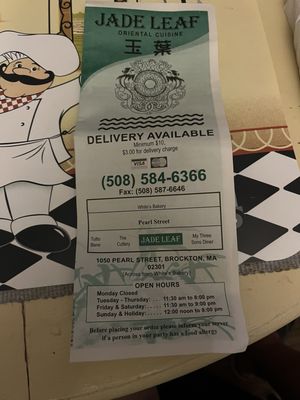 JADE LEAF
ORIENTAL CUISINE
玉 葉
DELIVERY AVAILABLE
Minimum $10,
$3.00 for delivery charge
VISA
(508) 584-6366
Fax: (508) 587-6646
White's Bakery
Pearl Street
Tutto Bene
The Cutlery
JADE LEAF
My Three Sons Diner
1050 PEARL STREET, BROCKTON, MA
02301
(Across from White's Bakery)
OPEN HOURS
Monday Closed
Tuesday - Thursday: ..... 11:30 am to 8:00 pm
Friday & Saturday: ..... 11:30 am to 9:00 pm
Sunday & Holiday: ..... 12:00 noon to 8:00 pm
Before placing your order please inform your server
if a person in your party has a food allergy